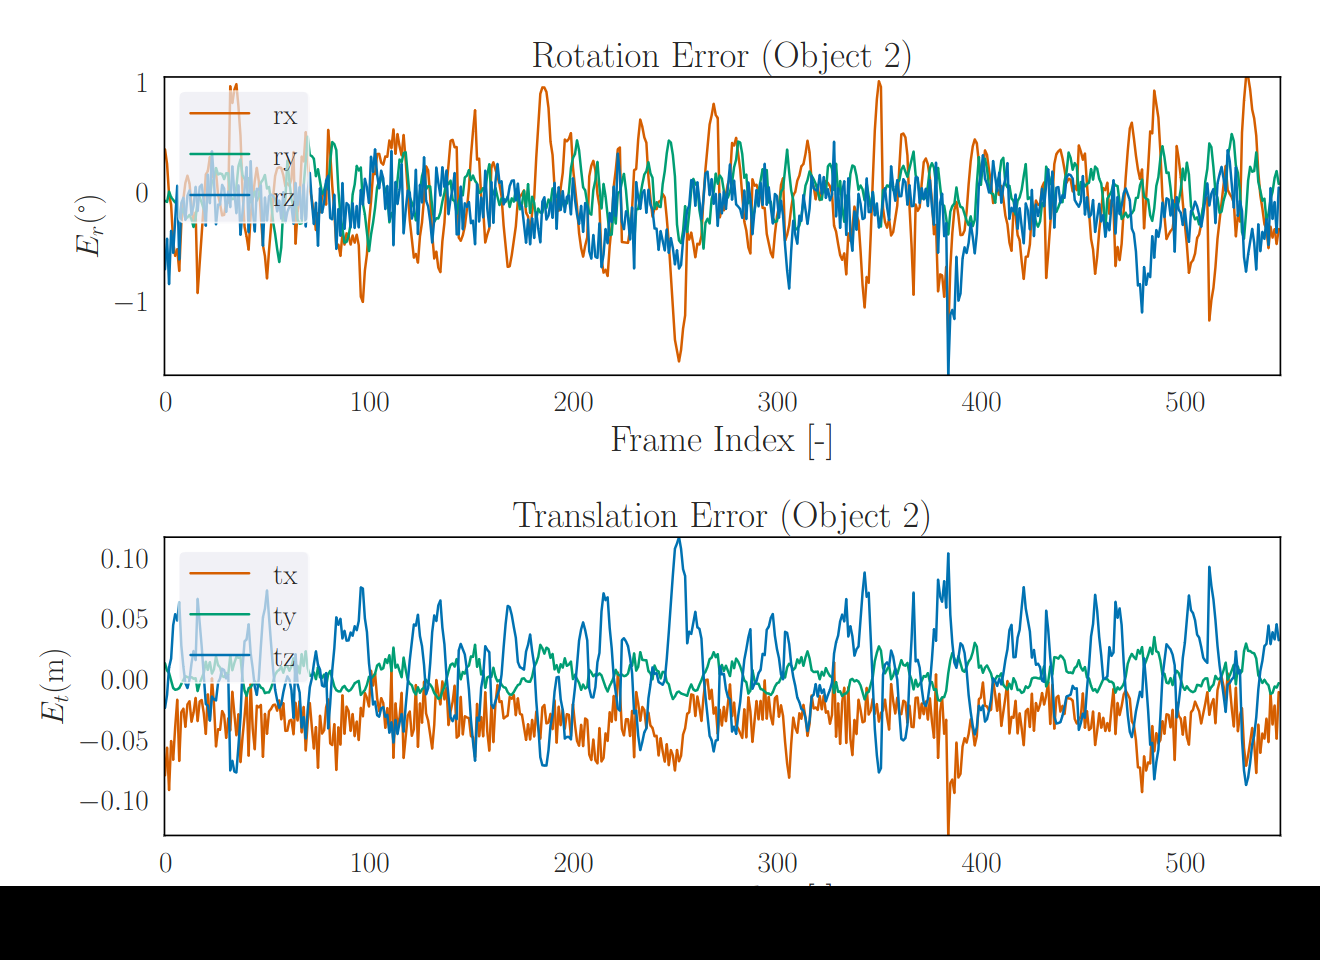 Rotation Error (Object 2)
1
0
−1
E_r(°)
rx
ry
rz
0 100 200 300 400 500
Frame Index [-]
Translation Error (Object 2)
0.10
0.05
0.00
−0.05
−0.10
E_t(m)
tx
ty
tz
0 100 200 300 400 500